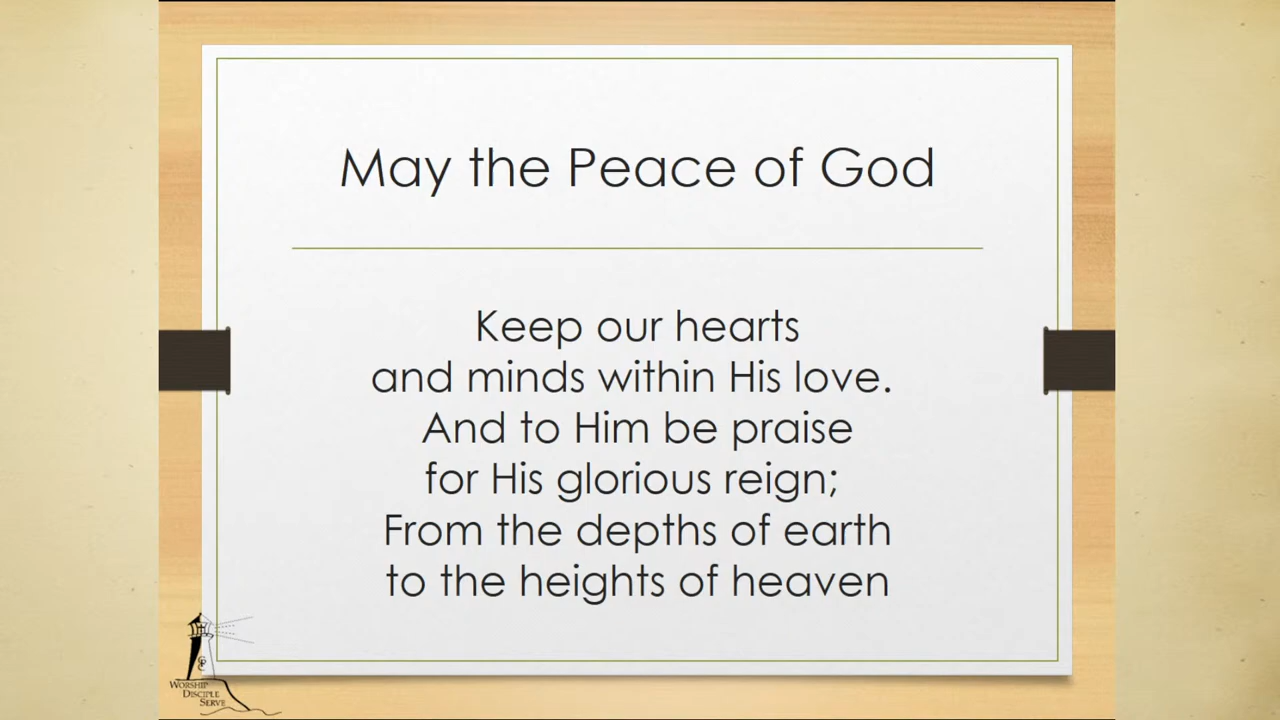 May the Peace of God
Keep our hearts
and minds within His love.
And to Him be praise
for His glorious reign;
From the depths of earth
to the heights of heaven
WORSHIP
DISCIPLE
SERVE